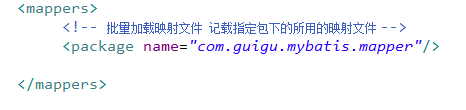 <mappers>
<!-- 批量加载映射文件 记载指定包下的所用的映射文件 -->
<package name="com.guigu.mybatis.mapper"/>
</mappers>